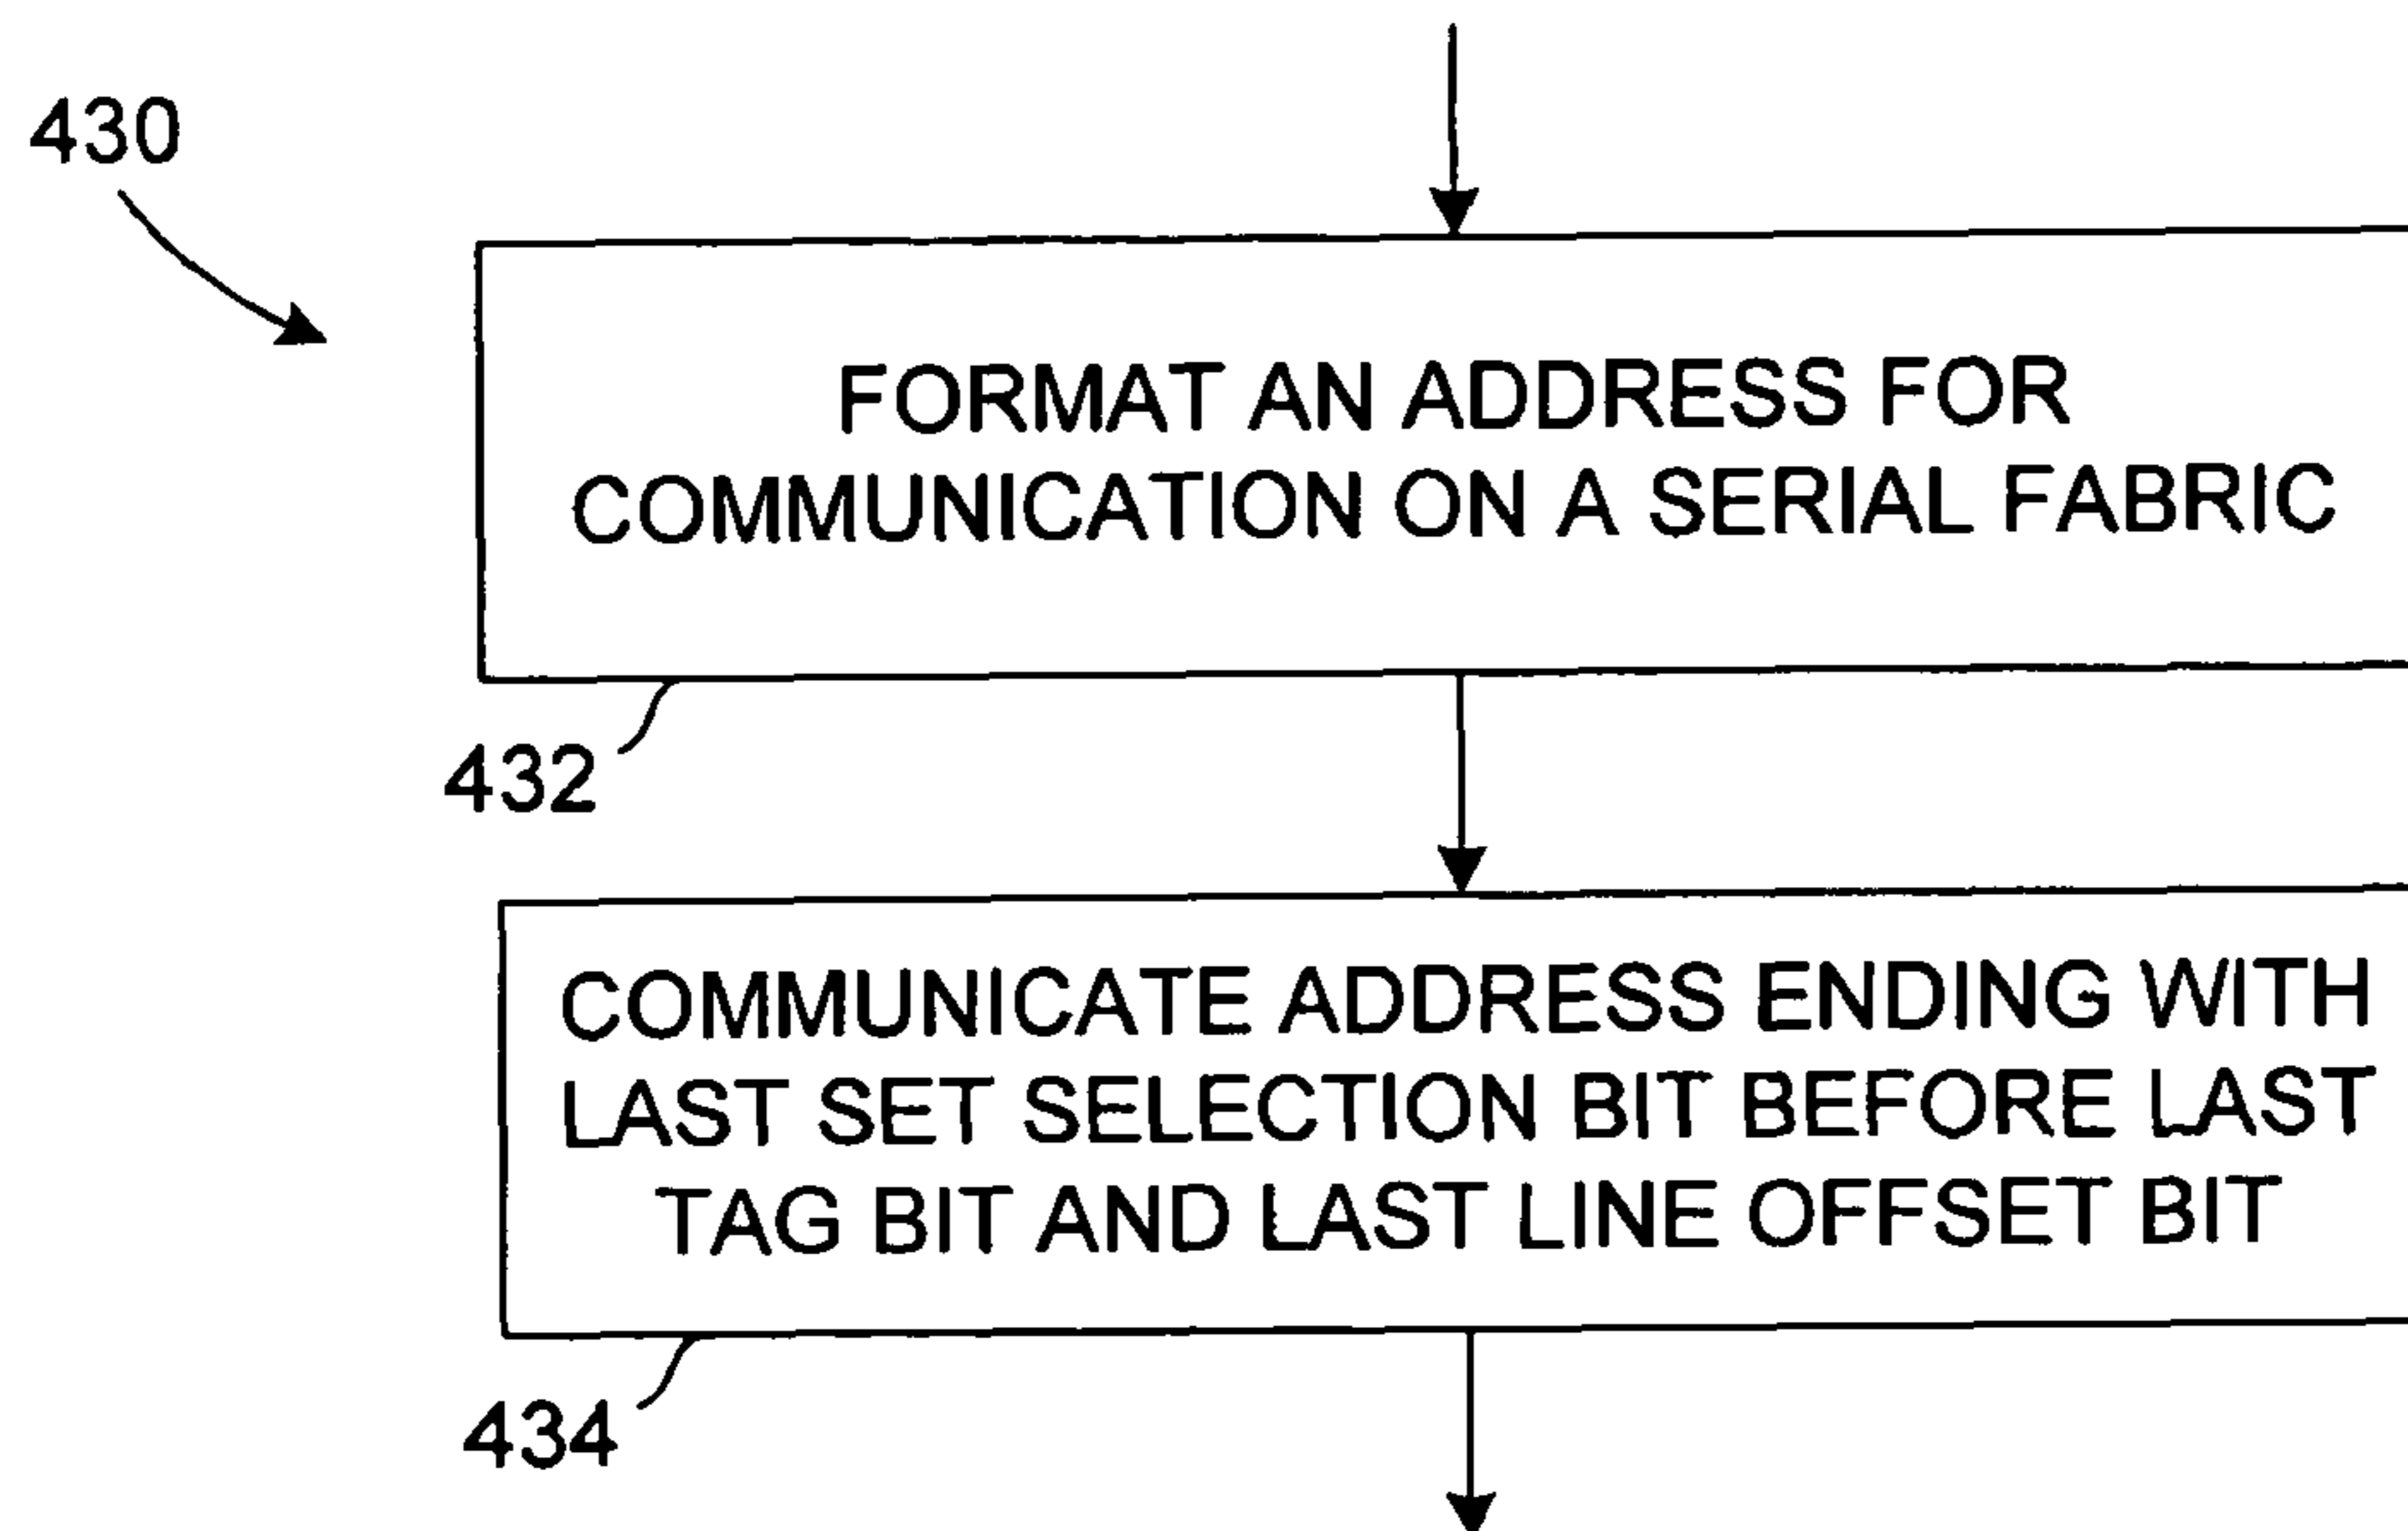 430
FORMAT AN ADDRESS FOR
COMMUNICATION ON A SERIAL FABRIC
432
COMMUNICATE ADDRESS ENDING WITH
LAST SET SELECTION BIT BEFORE LAST
TAG BIT AND LAST LINE OFFSET BIT
434